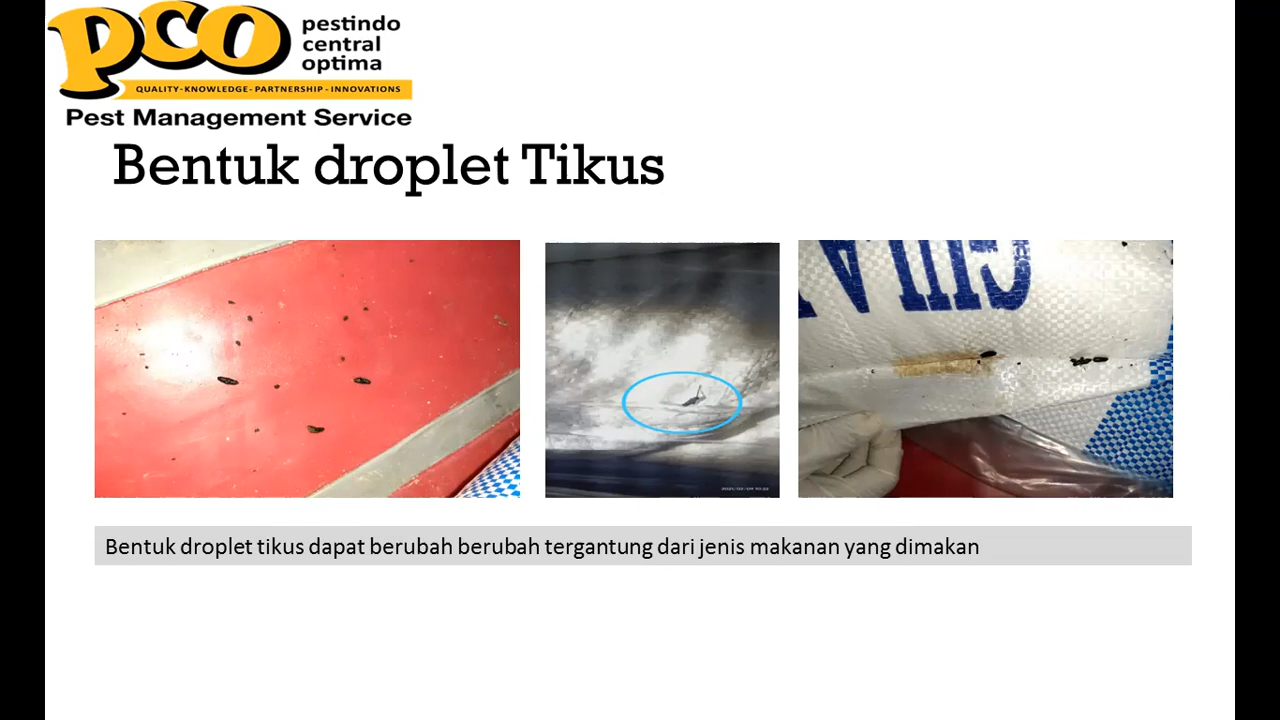 pco
pestindo
central
optima
QUALITY-KNOWLEDGE-PARTNERSHIP-INNOVATIONS
Pest Management Service
Bentuk droplet Tikus
GULA
Bentuk droplet tikus dapat berubah berubah tergantung dari jenis makanan yang dimakan